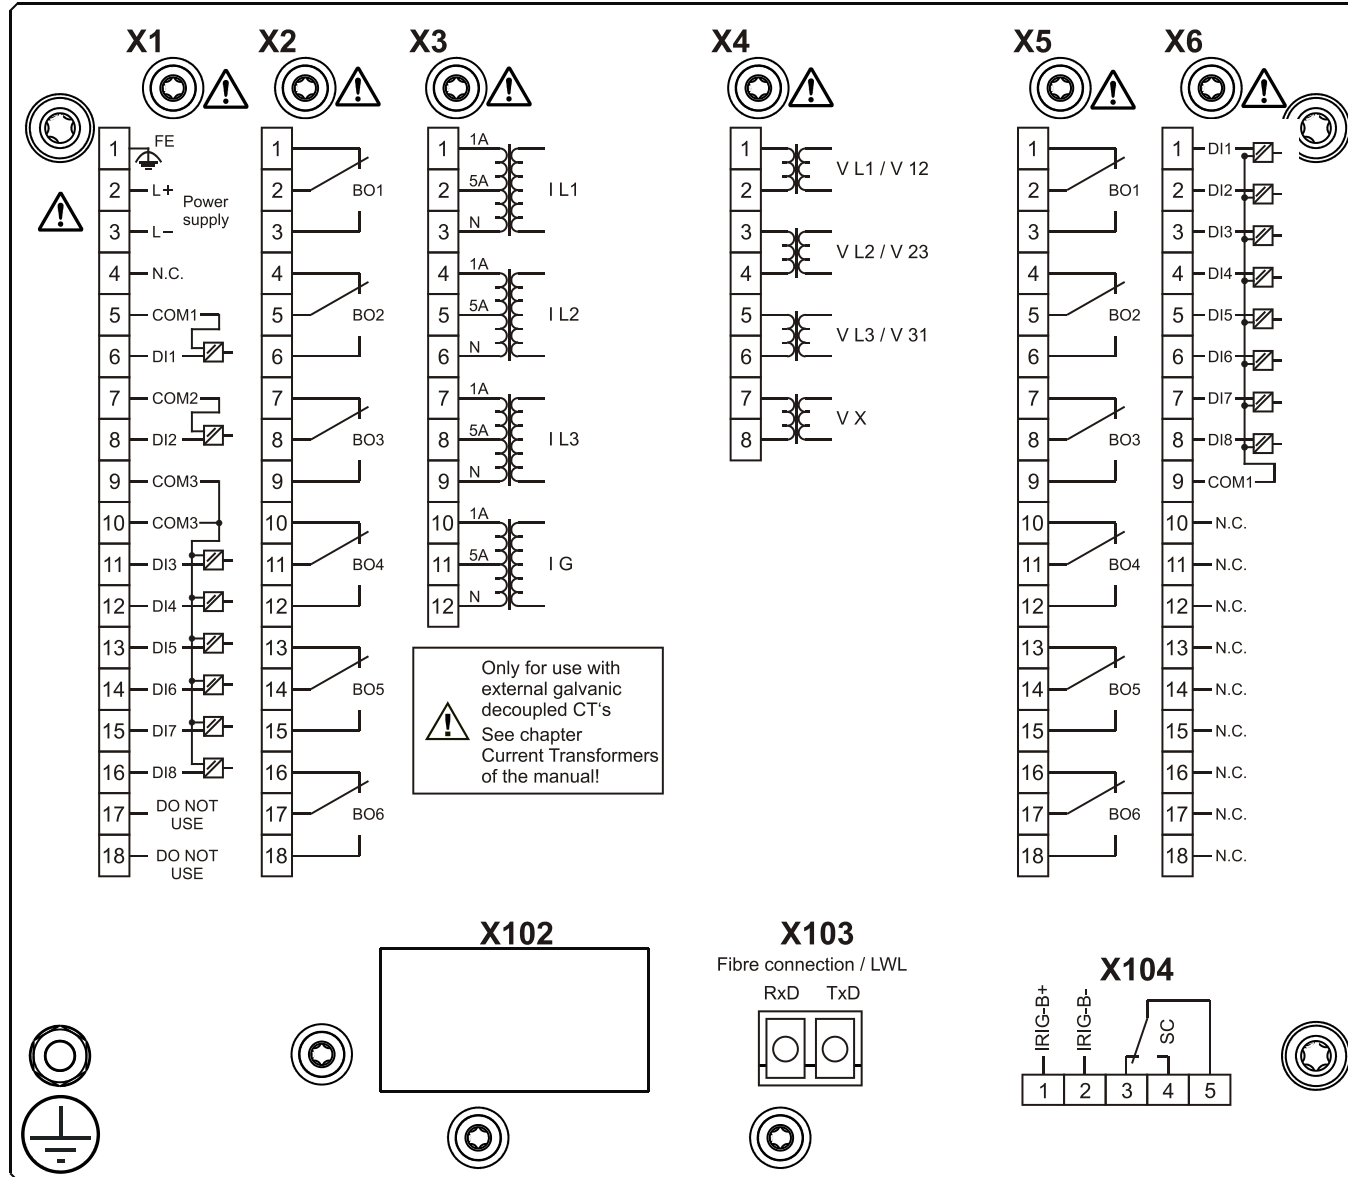 X1
1 FE
2 L+
Power
supply
3 L−
4 N.C.
5 COM1
6 DI1
7 COM2
8 DI2
9 COM3
10 COM3
11 DI3
12 DI4
13 DI5
14 DI6
15 DI7
16 DI8
17 DO NOT
USE
18 DO NOT
USE
X2
1
2 BO1
3
4
5 BO2
6
7
8 BO3
9
10
11 BO4
12
13
14 BO5
15
16
17 BO6
18
X3
1 1A
2 5A I L1
3 N
4 1A
5 5A I L2
6 N
7 1A
8 5A I L3
9 N
10 1A
11 5A I G
12 N
Only for use with
external galvanic
decoupled CT‘s
See chapter
Current Transformers
of the manual!
X4
1
V L1 / V 12
2
3
V L2 / V 23
4
5
V L3 / V 31
6
7
V X
8
X5
1
2 BO1
3
4
5 BO2
6
7
8 BO3
9
10
11 BO4
12
13
14 BO5
15
16
17 BO6
18
X6
1 DI1
2 DI2
3 DI3
4 DI4
5 DI5
6 DI6
7 DI7
8 DI8
9 COM1
10 N.C.
11 N.C.
12 N.C.
13 N.C.
14 N.C.
15 N.C.
16 N.C.
17 N.C.
18 N.C.
X102
X103
Fibre connection / LWL
RxD TxD
X104
IRIG-B+
IRIG-B-
SC
1 2 3 4 5